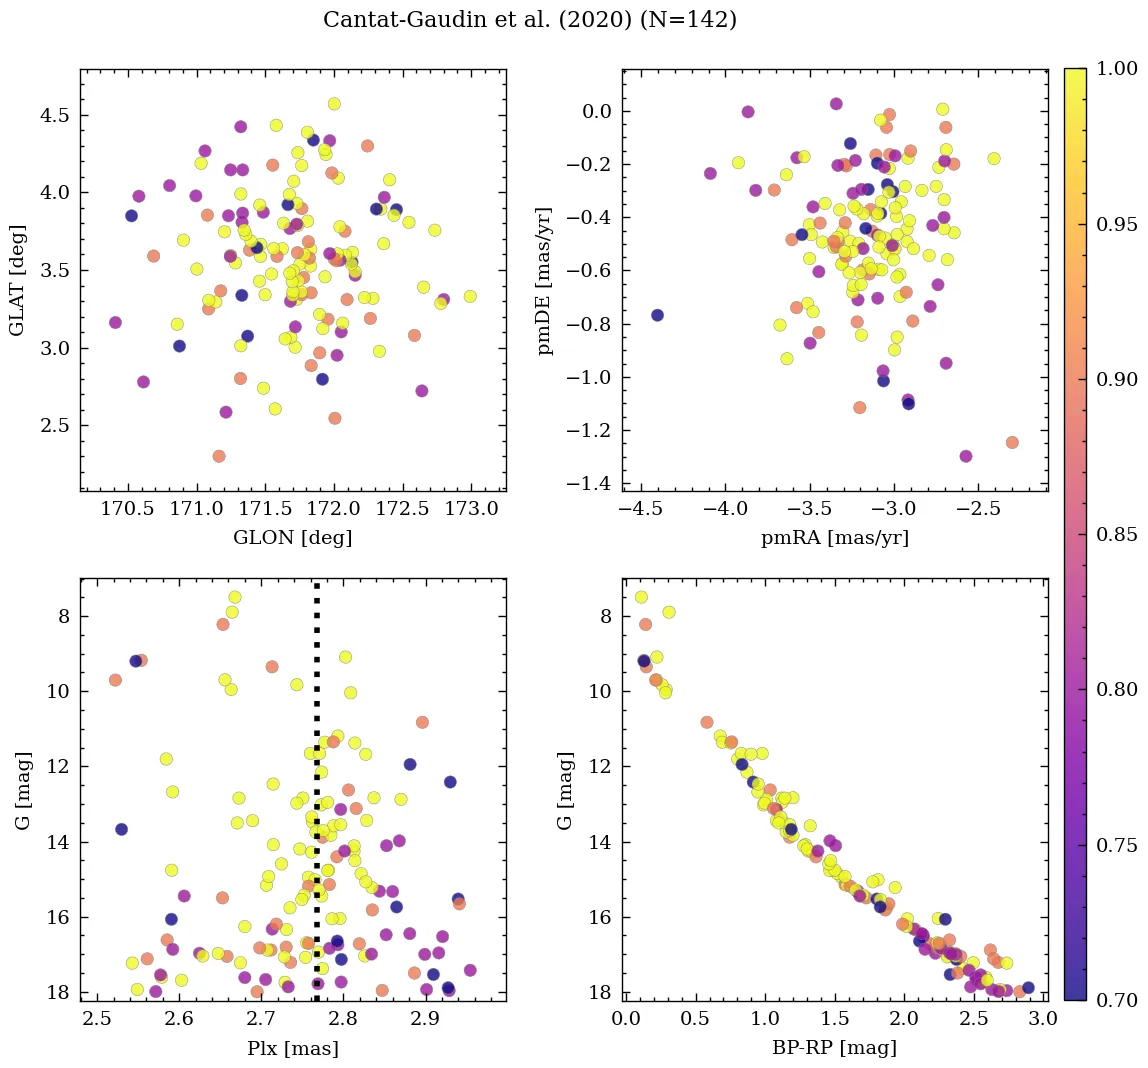 Cantat-Gaudin et al. (2020) (N=142)
4.5
4.0
3.5
3.0
2.5
GLAT [deg]
170.5 171.0 171.5 172.0 172.5 173.0
GLON [deg]
0.0
−0.2
−0.4
−0.6
−0.8
−1.0
−1.2
−1.4
pmDE [mas/yr]
−4.5 −4.0 −3.5 −3.0 −2.5
pmRA [mas/yr]
8
10
12
14
16
18
G [mag]
2.5 2.6 2.7 2.8 2.9
Plx [mas]
8
10
12
14
16
18
G [mag]
0.0 0.5 1.0 1.5 2.0 2.5 3.0
BP-RP [mag]
1.00
0.95
0.90
0.85
0.80
0.75
0.70